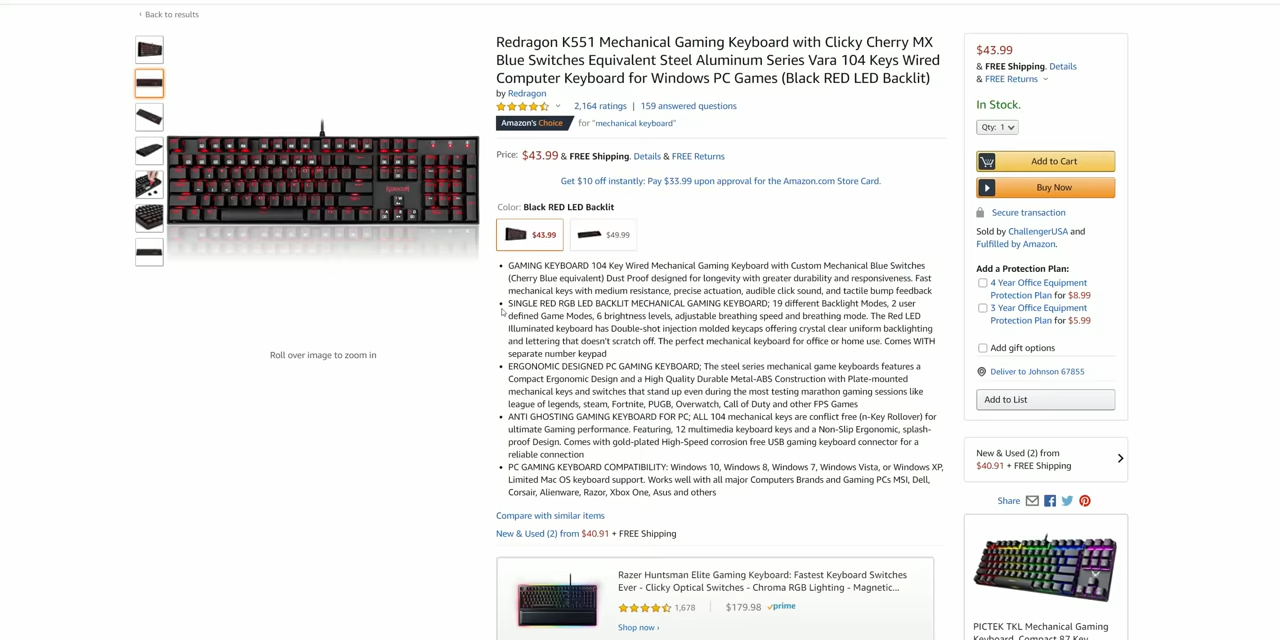 ‹ Back to results
Redragon K551 Mechanical Gaming Keyboard with Clicky Cherry MX
Blue Switches Equivalent Steel Aluminum Series Vara 104 Keys Wired
Computer Keyboard for Windows PC Games (Black RED LED Backlit)
by Redragon
2,164 ratings | 159 answered questions
Amazon's Choice for "mechanical keyboard"
Price: $43.99 & FREE Shipping. Details & FREE Returns
Get $10 off instantly: Pay $33.99 upon approval for the Amazon.com Store Card.
Color: Black RED LED Backlit
$43.99
$49.99
• GAMING KEYBOARD 104 Key Wired Mechanical Gaming Keyboard with Custom Mechanical Blue Switches
(Cherry Blue equivalent) Dust Proof designed for longevity with greater durability and responsiveness. Fast
mechanical keys with medium resistance, precise actuation, audible click sound, and tactile bump feedback
• SINGLE RED RGB LED BACKLIT MECHANICAL GAMING KEYBOARD; 19 different Backlight Modes, 2 user
defined Game Modes, 6 brightness levels, adjustable breathing speed and breathing mode. The Red LED
Illuminated keyboard has Double-shot injection molded keycaps offering crystal clear uniform backlighting
and lettering that doesn't scratch off. The perfect mechanical keyboard for office or home use. Comes WITH
separate number keypad
• ERGONOMIC DESIGNED PC GAMING KEYBOARD; The steel series mechanical game keyboards features a
Compact Ergonomic Design and a High Quality Durable Metal-ABS Construction with Plate-mounted
mechanical keys and switches that stand up even during the most testing marathon gaming sessions like
league of legends, steam, Fortnite, PUGB, Overwatch, Call of Duty and other FPS Games
• ANTI GHOSTING GAMING KEYBOARD FOR PC; ALL 104 mechanical keys are conflict free (n-Key Rollover) for
ultimate Gaming performance. Featuring, 12 multimedia keyboard keys and a Non-Slip Ergonomic, splash-
proof Design. Comes with gold-plated High-Speed corrosion free USB gaming keyboard connector for a
reliable connection
• PC GAMING KEYBOARD COMPATIBILITY: Windows 10, Windows 8, Windows 7, Windows Vista, or Windows XP,
Limited Mac OS keyboard support. Works well with all major Computers Brands and Gaming PCs MSI, Dell,
Corsair, Alienware, Razor, Xbox One, Asus and others
Compare with similar items
New & Used (2) from $40.91 + FREE Shipping
Razer Huntsman Elite Gaming Keyboard: Fastest Keyboard Switches
Ever - Clicky Optical Switches - Chroma RGB Lighting - Magnetic...
1,678 | $179.98 prime
Shop now ›
Roll over image to zoom in
$43.99
& FREE Shipping. Details
& FREE Returns
In Stock.
Qty: 1
Add to Cart
Buy Now
Secure transaction
Sold by ChallengerUSA and
Fulfilled by Amazon.
Add a Protection Plan:
4 Year Office Equipment
Protection Plan for $8.99
3 Year Office Equipment
Protection Plan for $5.99
Add gift options
Deliver to Johnson 67855
Add to List
New & Used (2) from
$40.91 + FREE Shipping
Share
PICTEK TKL Mechanical Gaming
Keyboard, Compact 87 Key